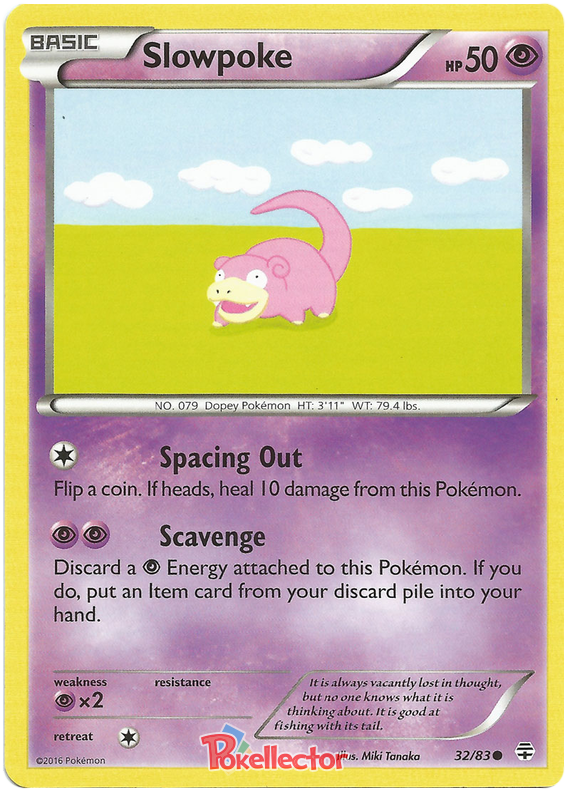 BASIC
Slowpoke
HP 50
NO. 079 Dopey Pokémon HT: 3'11" WT: 79.4 lbs.
Spacing Out
Flip a coin. If heads, heal 10 damage from this Pokémon.
Scavenge
Discard a Energy attached to this Pokémon. If you
do, put an Item card from your discard pile into your
hand.
weakness resistance
×2
It is always vacantly lost in thought,
but no one knows what it is
thinking about. It is good at
fishing with its tail.
retreat
©2016 Pokémon
Pokellector
Illus. Miki Tanaka
32/83